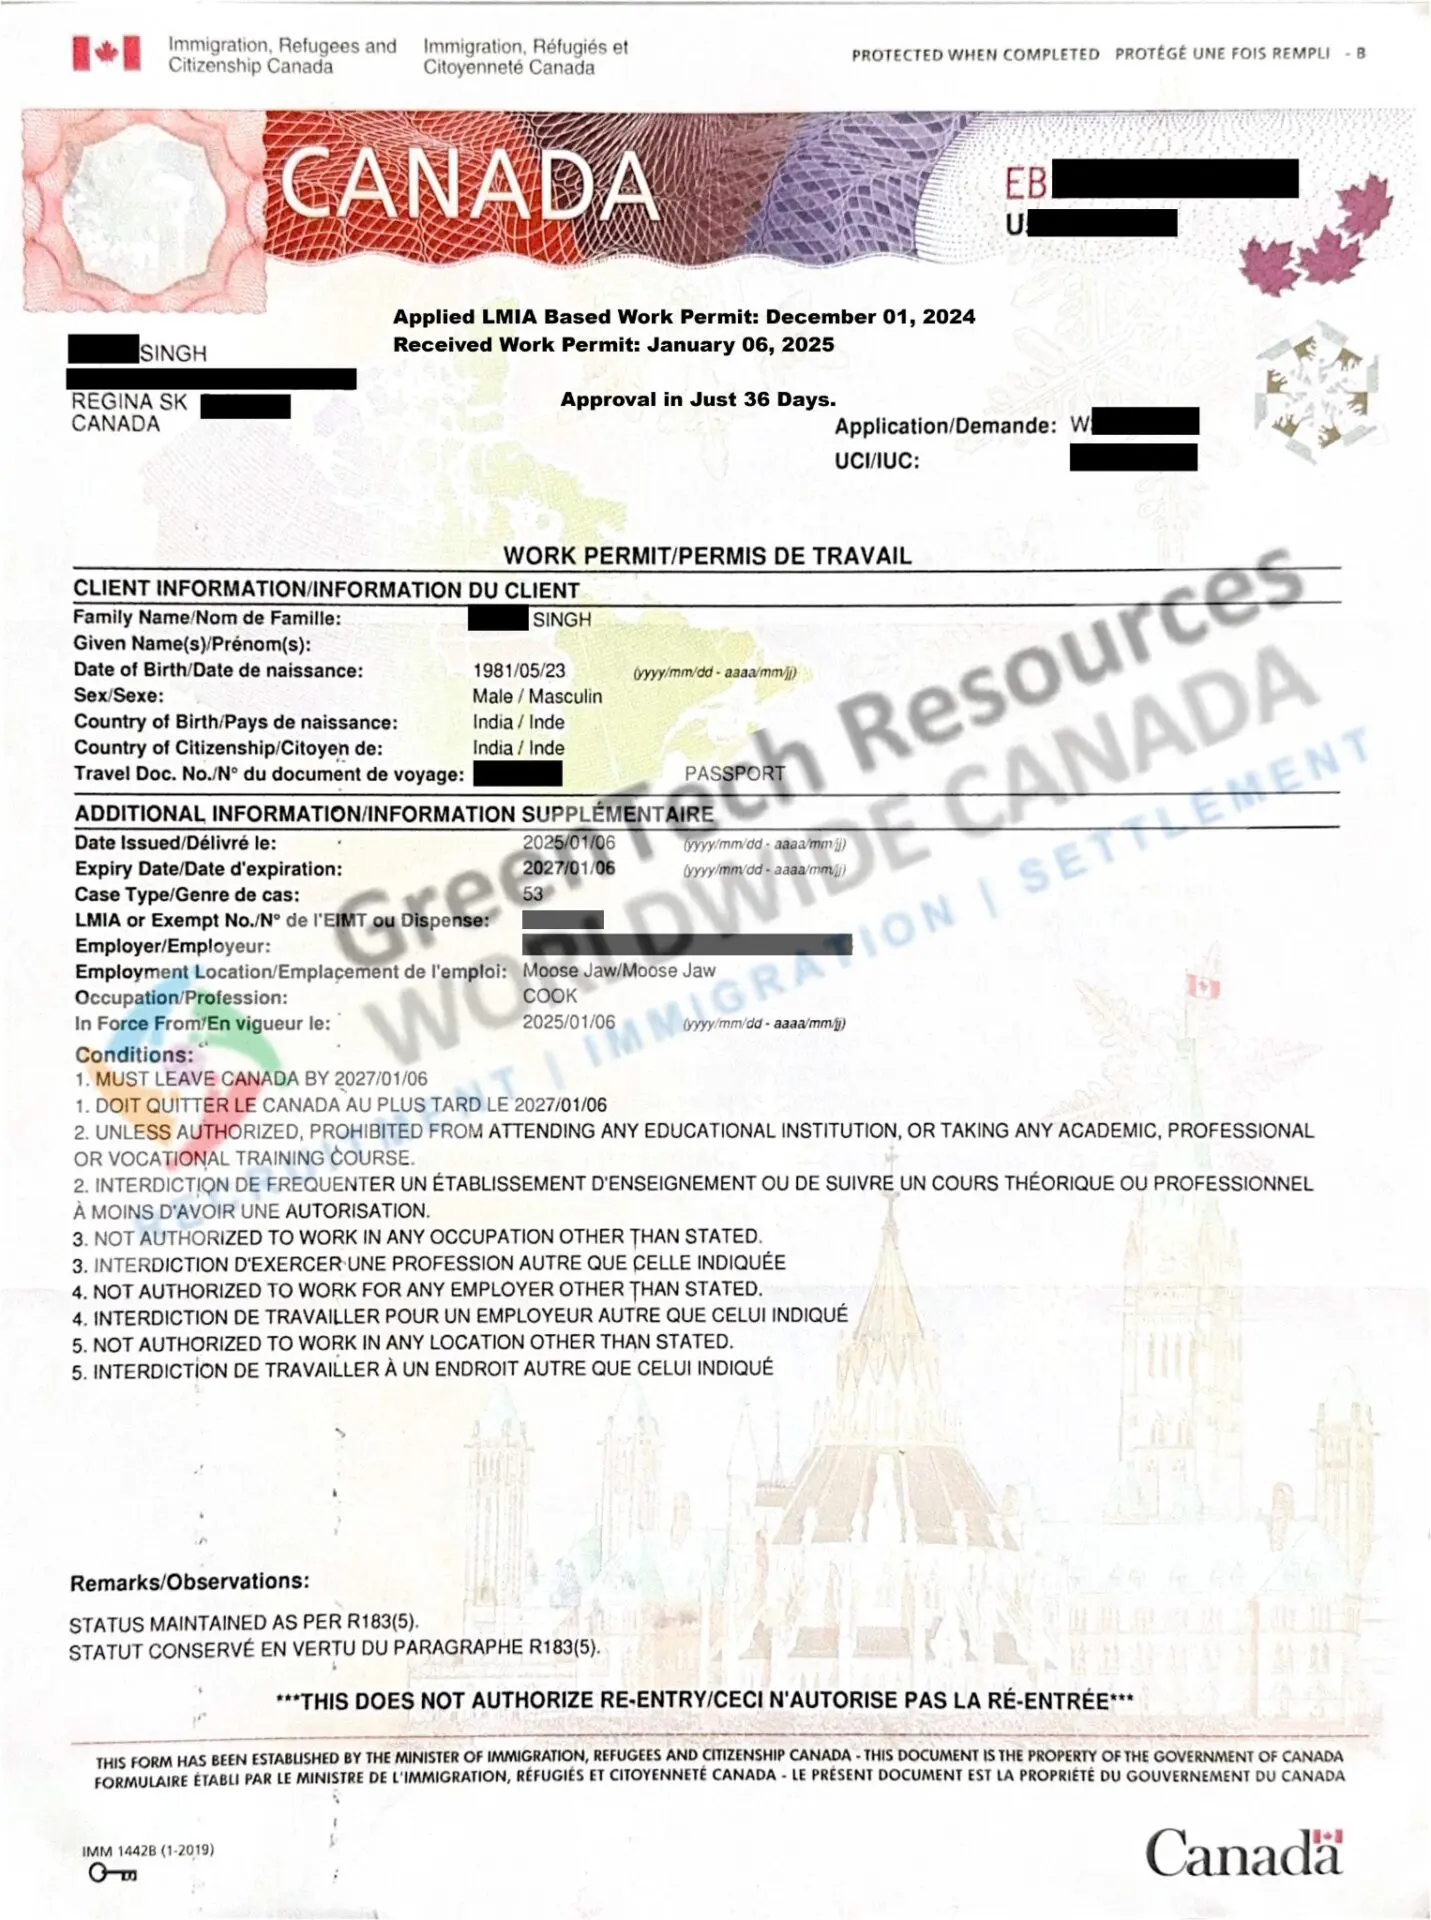 Immigration, Refugees and Citizenship Canada
Immigration, Réfugiés et Citoyenneté Canada
PROTECTED WHEN COMPLETED PROTÉGÉ UNE FOIS REMPLI - B
CANADA
EB
U
Applied LMIA Based Work Permit: December 01, 2024
Received Work Permit: January 06, 2025
Approval in Just 36 Days.
SINGH
REGINA SK
CANADA
Application/Demande: W
UCI/IUC:
WORK PERMIT/PERMIS DE TRAVAIL
CLIENT INFORMATION/INFORMATION DU CLIENT
Family Name/Nom de Famille: SINGH
Given Name(s)/Prénom(s):
Date of Birth/Date de naissance: 1981/05/23 (yyyy/mm/dd - aaaa/mm/jj)
Sex/Sexe: Male / Masculin
Country of Birth/Pays de naissance: India / Inde
Country of Citizenship/Citoyen de: India / Inde
Travel Doc. No./N° du document de voyage: PASSPORT
ADDITIONAL INFORMATION/INFORMATION SUPPLÉMENTAIRE
Date Issued/Délivré le: 2025/01/06 (yyyy/mm/dd - aaaa/mm/jj)
Expiry Date/Date d'expiration: 2027/01/06 (yyyy/mm/dd - aaaa/mm/jj)
Case Type/Genre de cas: 53
LMIA or Exempt No./N° de l'EIMT ou Dispense:
Employer/Employeur:
Employment Location/Emplacement de l'emploi: Moose Jaw/Moose Jaw
Occupation/Profession: COOK
In Force From/En vigueur le: 2025/01/06 (yyyy/mm/dd - aaaa/mm/jj)
Conditions:
1. MUST LEAVE CANADA BY 2027/01/06
1. DOIT QUITTER LE CANADA AU PLUS TARD LE 2027/01/06
2. UNLESS AUTHORIZED, PROHIBITED FROM ATTENDING ANY EDUCATIONAL INSTITUTION, OR TAKING ANY ACADEMIC, PROFESSIONAL
OR VOCATIONAL TRAINING COURSE.
2. INTERDICTION DE FREQUENTER UN ÉTABLISSEMENT D'ENSEIGNEMENT OU DE SUIVRE UN COURS THÉORIQUE OU PROFESSIONNEL
À MOINS D'AVOIR UNE AUTORISATION.
3. NOT AUTHORIZED TO WORK IN ANY OCCUPATION OTHER THAN STATED.
3. INTERDICTION D'EXERCER UNE PROFESSION AUTRE QUE CELLE INDIQUÉE
4. NOT AUTHORIZED TO WORK FOR ANY EMPLOYER OTHER THAN STATED.
4. INTERDICTION DE TRAVAILLER POUR UN EMPLOYEUR AUTRE QUE CELUI INDIQUÉ
5. NOT AUTHORIZED TO WORK IN ANY LOCATION OTHER THAN STATED.
5. INTERDICTION DE TRAVAILLER À UN ENDROIT AUTRE QUE CELUI INDIQUÉ
GreenTech Resources
WORLDWIDE CANADA
RECRUITMENT | IMMIGRATION | SETTLEMENT
Remarks/Observations:
STATUS MAINTAINED AS PER R183(5).
STATUT CONSERVÉ EN VERTU DU PARAGRAPHE R183(5).
***THIS DOES NOT AUTHORIZE RE-ENTRY/CECI N'AUTORISE PAS LA RÉ-ENTRÉE***
THIS FORM HAS BEEN ESTABLISHED BY THE MINISTER OF IMMIGRATION, REFUGEES AND CITIZENSHIP CANADA - THIS DOCUMENT IS THE PROPERTY OF THE GOVERNMENT OF CANADA
FORMULAIRE ÉTABLI PAR LE MINISTRE DE L'IMMIGRATION, RÉFUGIÉS ET CITOYENNETÉ CANADA - LE PRÉSENT DOCUMENT EST LA PROPRIÉTÉ DU GOUVERNEMENT DU CANADA
IMM 1442B (1-2019)
Canada